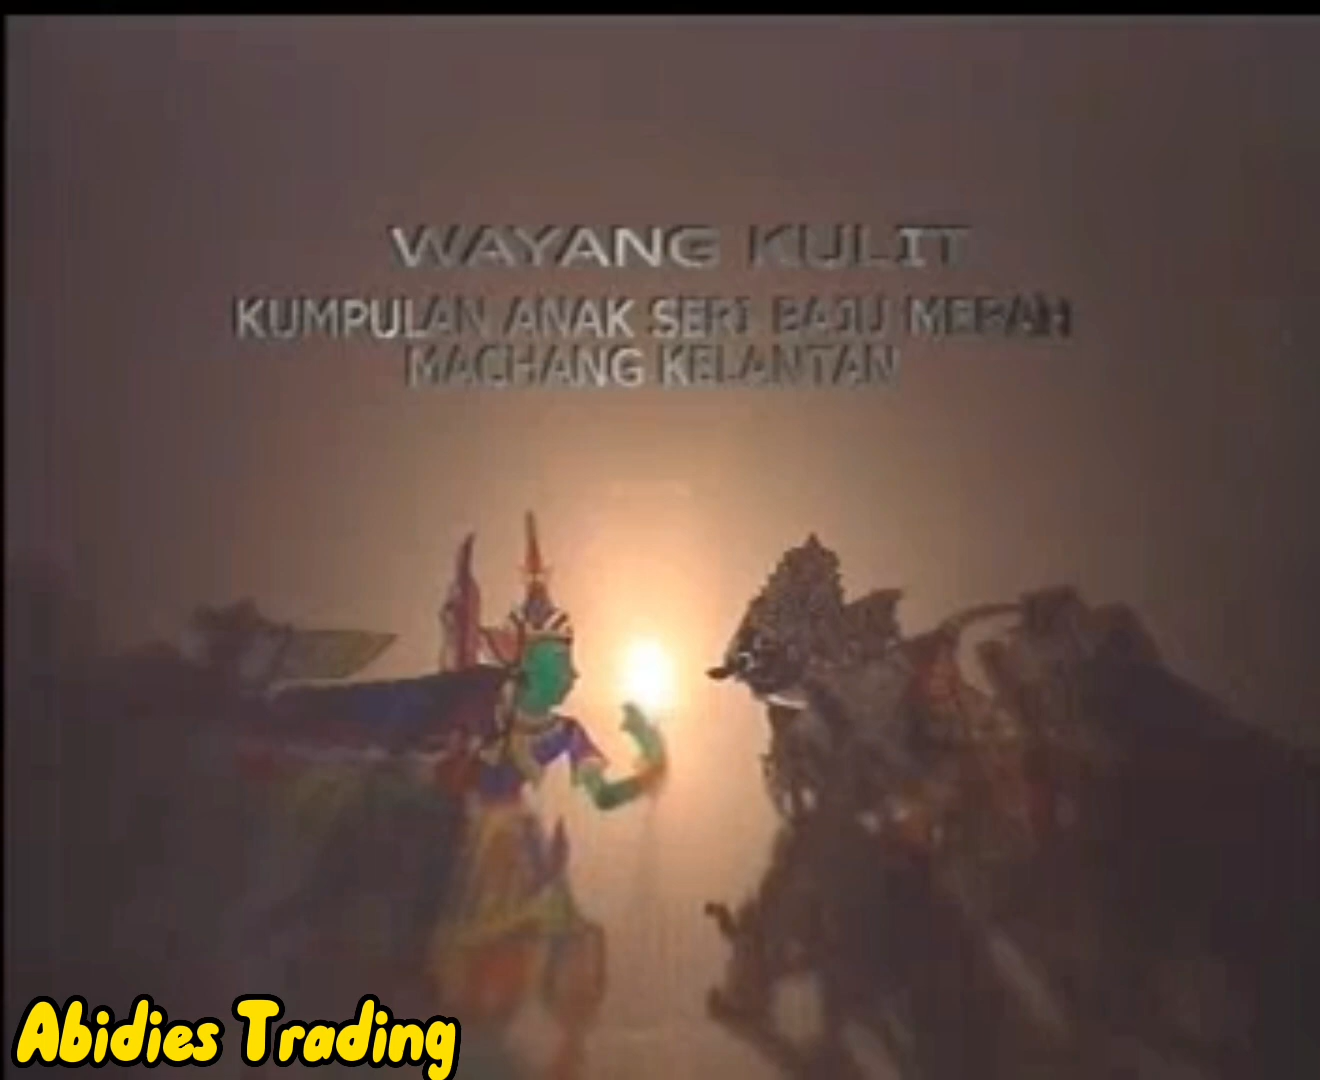 WAYANG KULIT
KUMPULAN ANAK SERI BAJU MERAH
MACHANG KELANTAN
Abidies Trading